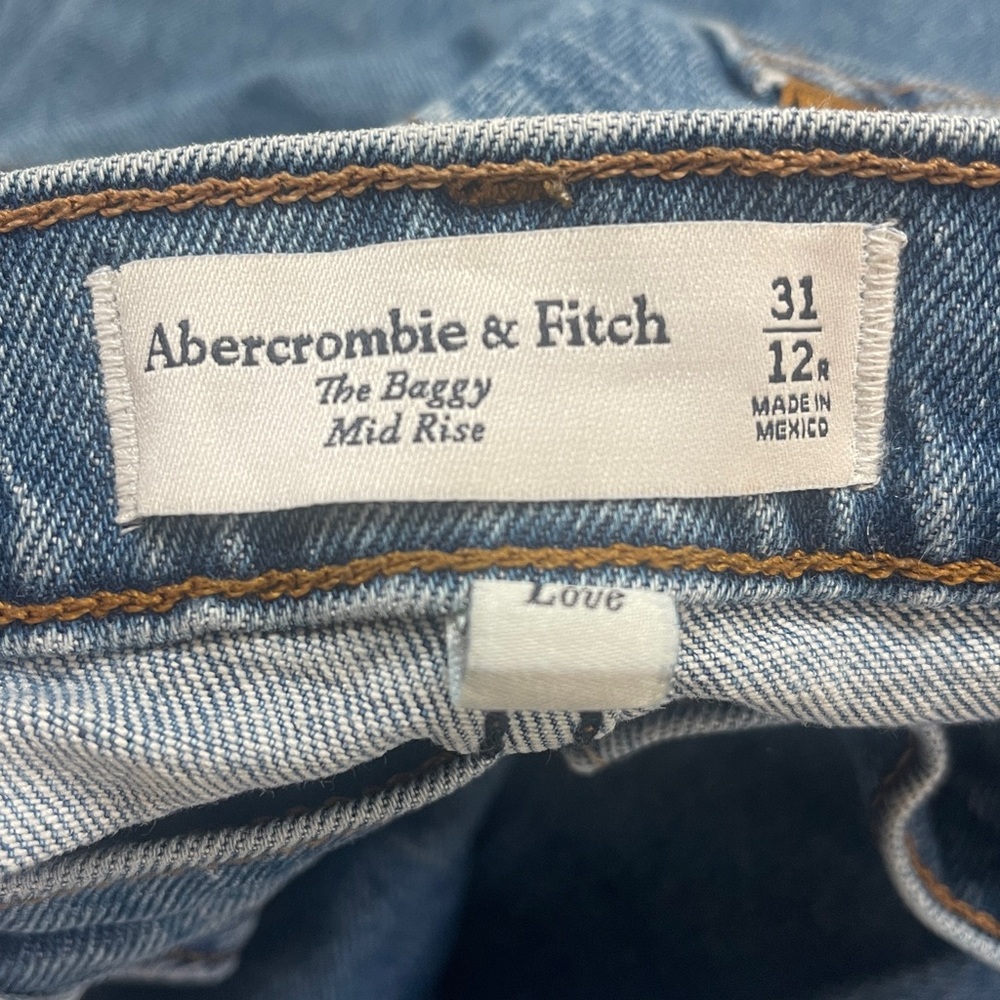 Abercrombie & Fitch
The Baggy
Mid Rise
31
12R
MADE IN
MEXICO
Love